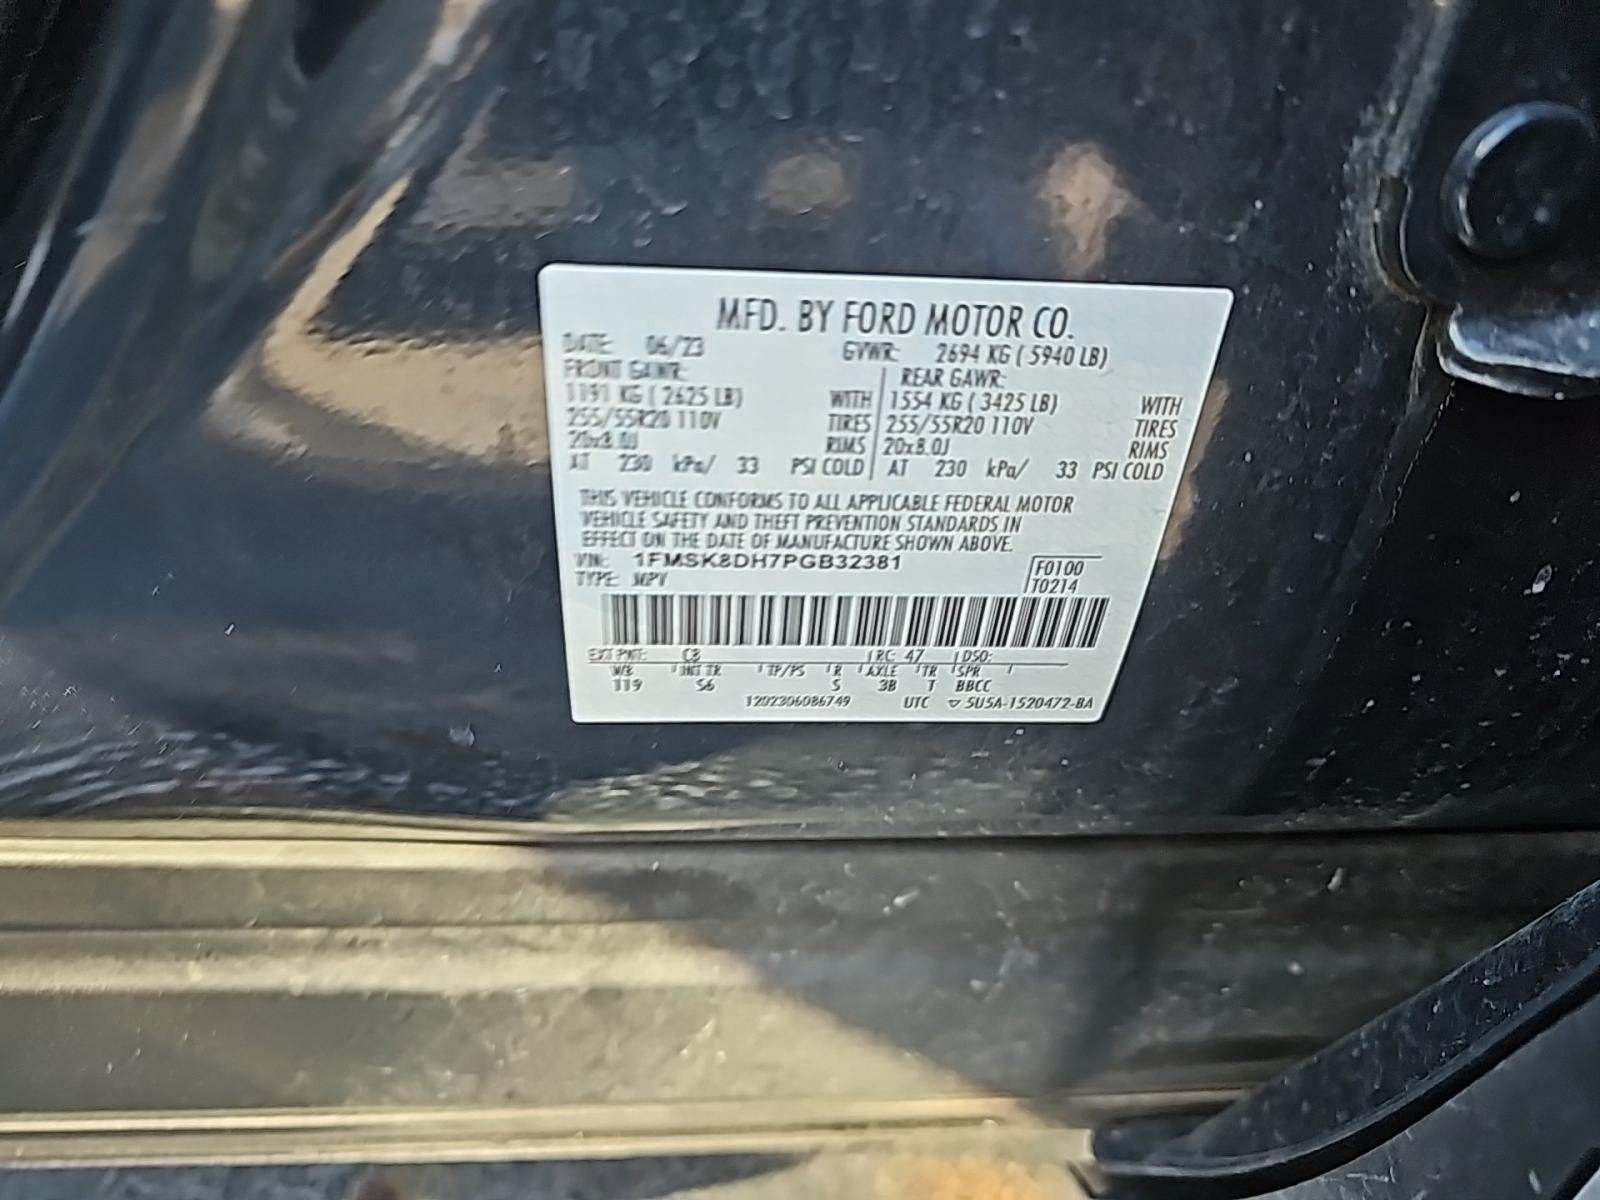 MFD. BY FORD MOTOR CO.
DATE: 06/23 GVWR: 2694 KG ( 5940 LB)
FRONT GAWR: REAR GAWR:
1191 KG ( 2625 LB) WITH 1554 KG ( 3425 LB) WITH
255/55R20 110V TIRES 255/55R20 110V TIRES
20x8.0J RIMS 20x8.0J RIMS
AT 230 kPa/ 33 PSI COLD AT 230 kPa/ 33 PSI COLD
THIS VEHICLE CONFORMS TO ALL APPLICABLE FEDERAL MOTOR
VEHICLE SAFETY AND THEFT PREVENTION STANDARDS IN
EFFECT ON THE DATE OF MANUFACTURE SHOWN ABOVE.
VIN: 1FMSK8DH7PGB32381 F0100
TYPE: MPV T0214
EXT PNT: C8 RC: 47 DSO:
WB INT TR TP/PS R AXLE TR SPR
119 S6 S 3B T BBCC
1202306086749 UTC ▽ 5U5A-1520472-BA